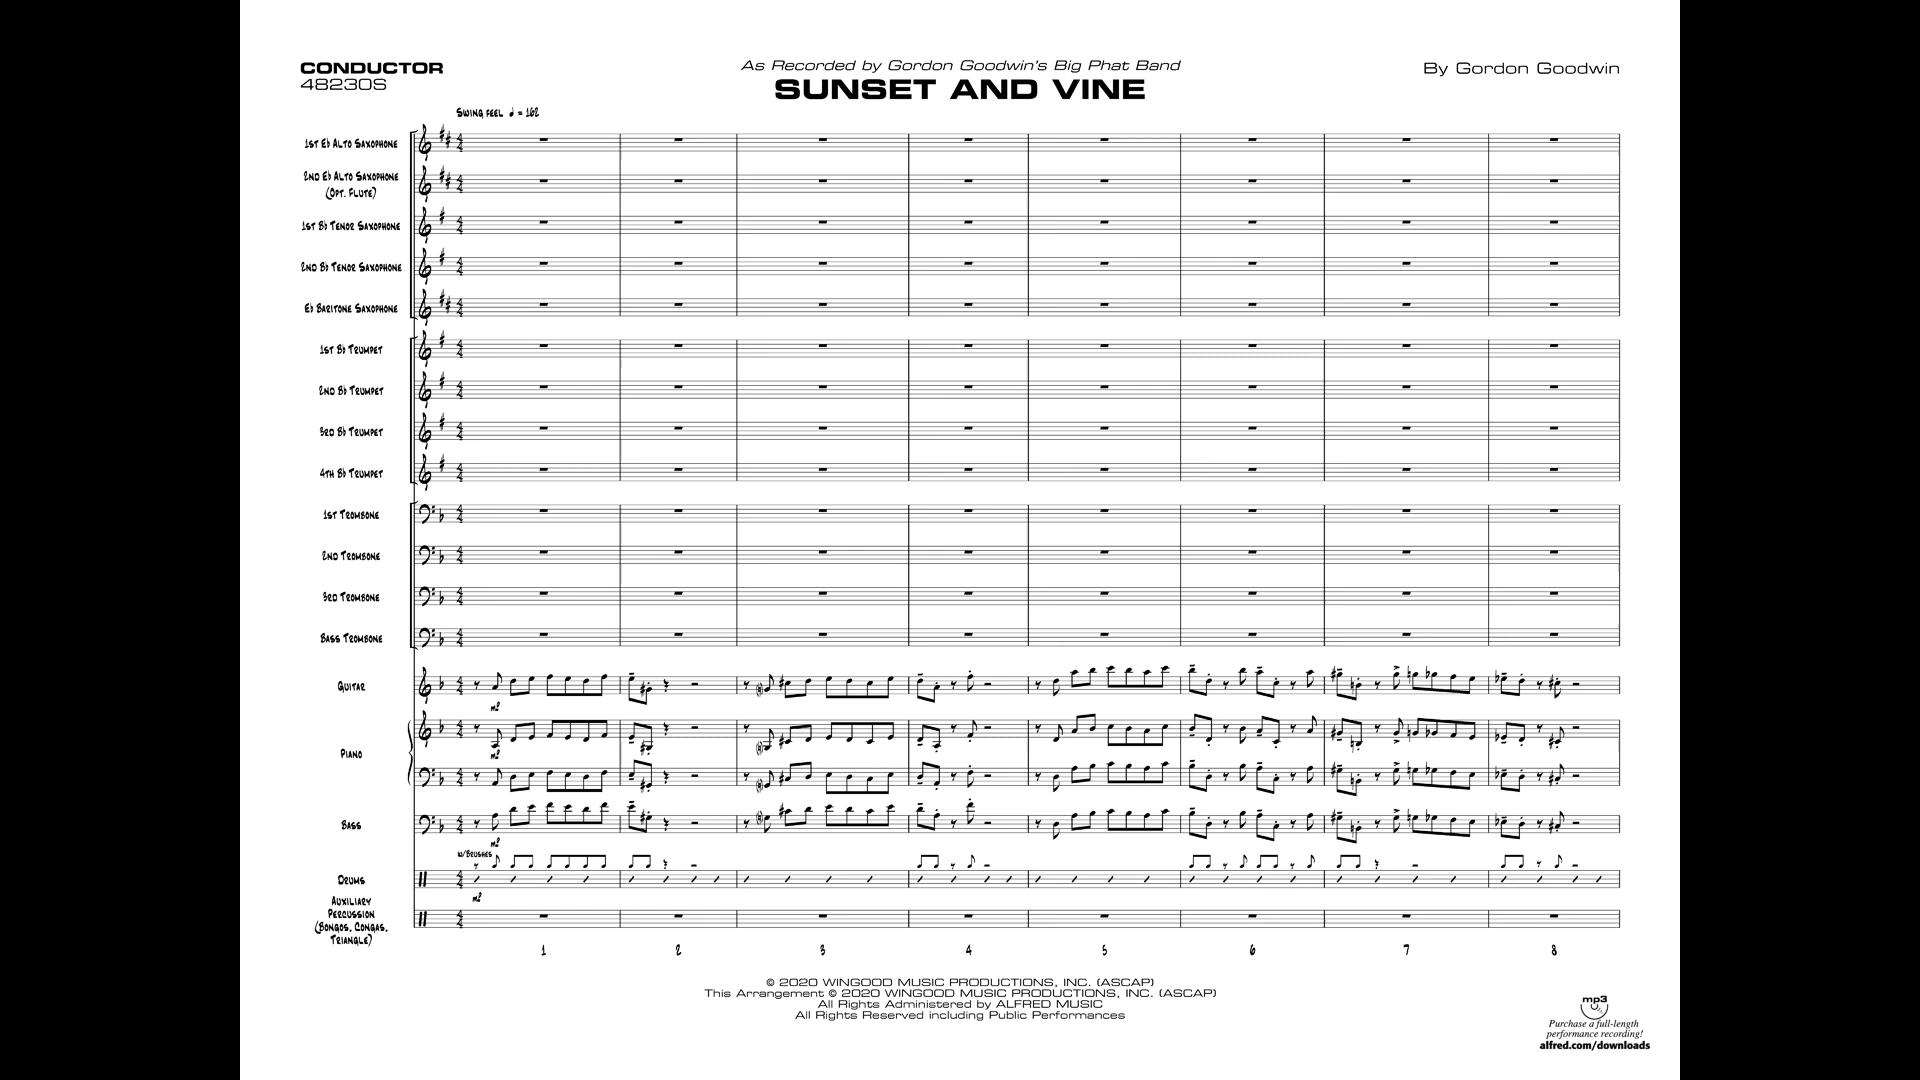 CONDUCTOR
48230S
As Recorded by Gordon Goodwin's Big Phat Band
SUNSET AND VINE
By Gordon Goodwin
SWING FEEL ♩ = 162
1ST E♭ ALTO SAXOPHONE
2ND E♭ ALTO SAXOPHONE
(OPT. FLUTE)
1ST B♭ TENOR SAXOPHONE
2ND B♭ TENOR SAXOPHONE
E♭ BARITONE SAXOPHONE
1ST B♭ TRUMPET
2ND B♭ TRUMPET
3RD B♭ TRUMPET
4TH B♭ TRUMPET
1ST TROMBONE
2ND TROMBONE
3RD TROMBONE
BASS TROMBONE
GUITAR
mf
PIANO
mf
BASS
mf
W/BRUSHES
DRUMS
mf
AUXILIARY
PERCUSSION
(BONGOS, CONGAS,
TRIANGLE)
1 2 3 4 5 6 7 8
© 2020 WINGOOD MUSIC PRODUCTIONS, INC. (ASCAP)
This Arrangement © 2020 WINGOOD MUSIC PRODUCTIONS, INC. (ASCAP)
All Rights Administered by ALFRED MUSIC
All Rights Reserved including Public Performances
mp3
Purchase a full-length
performance recording!
alfred.com/downloads